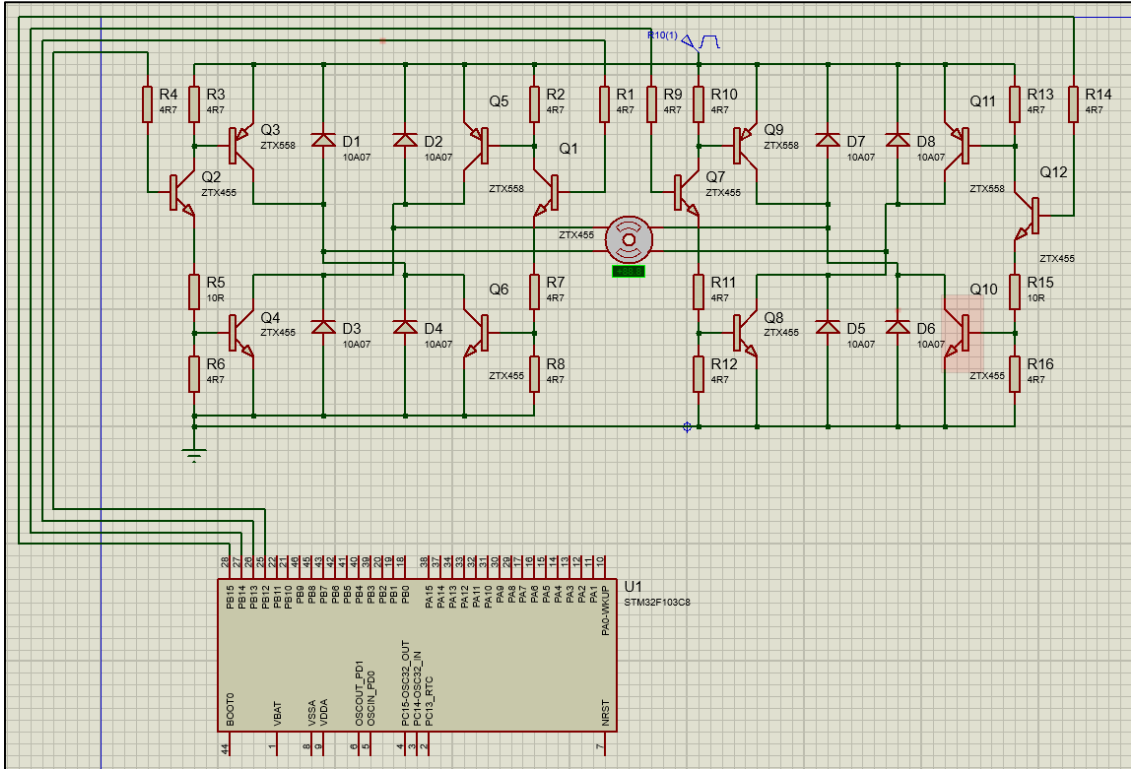 R10(1)
R4
4R7
R3
4R7
Q3
ZTX558
D1
10A07
D2
10A07
Q5
ZTX558
R2
4R7
R1
4R7
Q1
ZTX455
R9
4R7
R10
4R7
Q9
ZTX558
D7
10A07
D8
10A07
Q11
ZTX558
R13
4R7
R14
4R7
Q2
ZTX455
Q7
Q12
ZTX455
R5
10R
Q4
ZTX455
D3
10A07
D4
10A07
Q6
ZTX455
R7
4R7
R11
4R7
Q8
ZTX455
D5
10A07
D6
10A07
Q10
ZTX455
R15
10R
R6
4R7
R8
4R7
R12
4R7
R16
4R7
28
27
26
25
22
21
46
45
43
42
41
40
39
20
19
18
38
37
34
33
32
31
30
29
17
16
15
14
13
12
11
10
PB15
PB14
PB13
PB12
PB11
PB10
PB9
PB8
PB7
PB6
PB5
PB4
PB3
PB2
PB1
PB0
PA15
PA14
PA13
PA12
PA11
PA10
PA9
PA8
PA7
PA6
PA5
PA4
PA3
PA2
PA1
PA0-WKUP
U1
STM32F103C8
BOOT0
VBAT
VSSA
VDDA
OSCOUT_PD1
OSCIN_PD0
PC15-OSC32_OUT
PC14-OSC32_IN
PC13_RTC
NRST
44
1
8
9
6
5
4
3
2
7